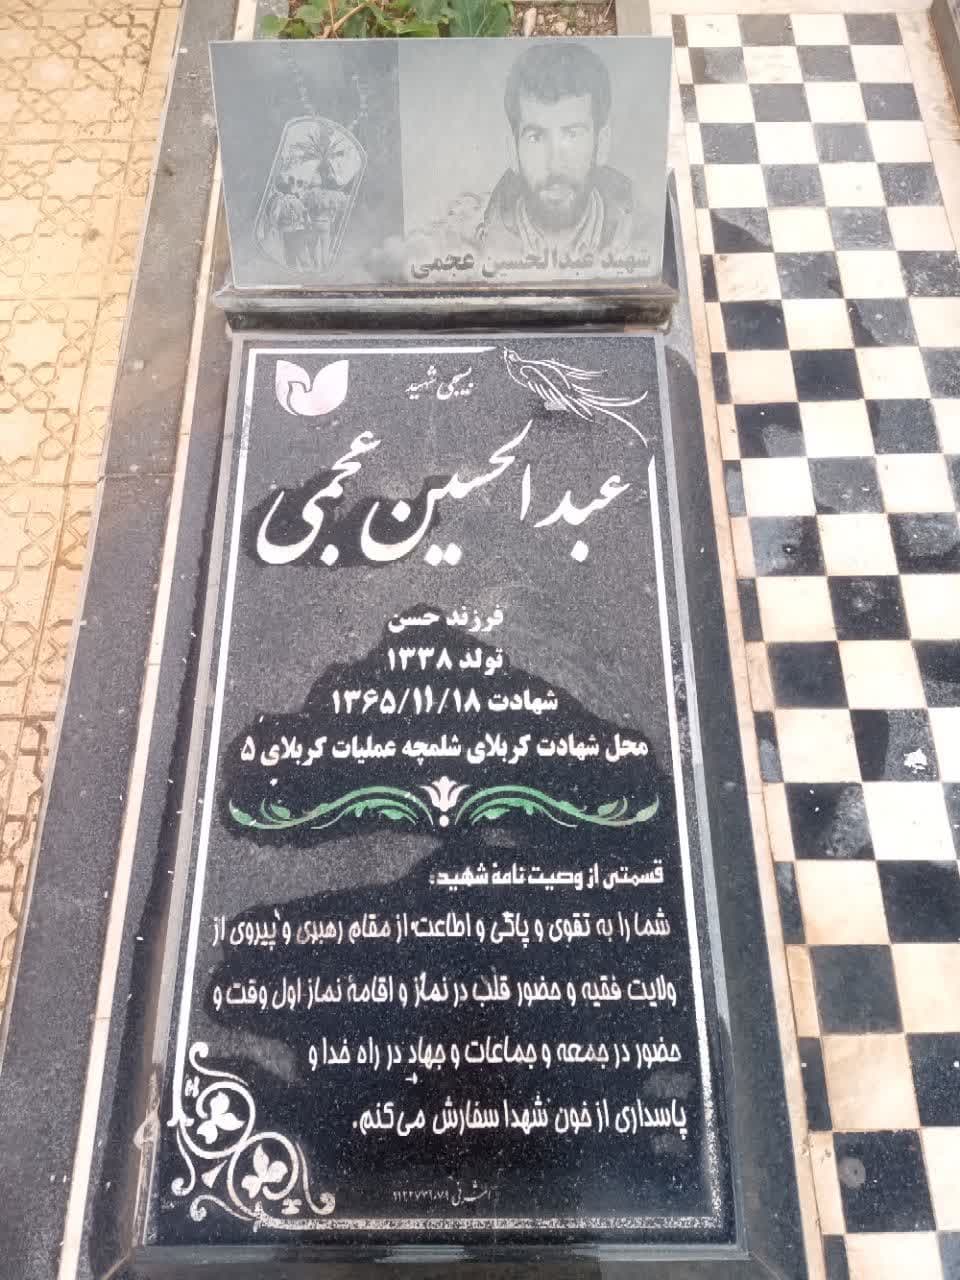 شهید عبدالحسین عجمی
بسیجی شهید
عبدالحسین عجمی
فرزند حسن
تولد ۱۳۳۸
شهادت ۱۳۶۵/۱۱/۱۸
محل شهادت کربلای شلمچه عملیات کربلای ۵
قسمتی از وصیت نامهٔ شهید:
شما را به تقوی و پاکی و اطاعت از مقام رهبری و پیروی از
ولایت فقیه و حضور قلب در نماز و اقامهٔ نماز اول وقت و
حضور در جمعه و جماعات و جهاد در راه خدا و
پاسداری از خون شهدا سفارش می‌کنم.